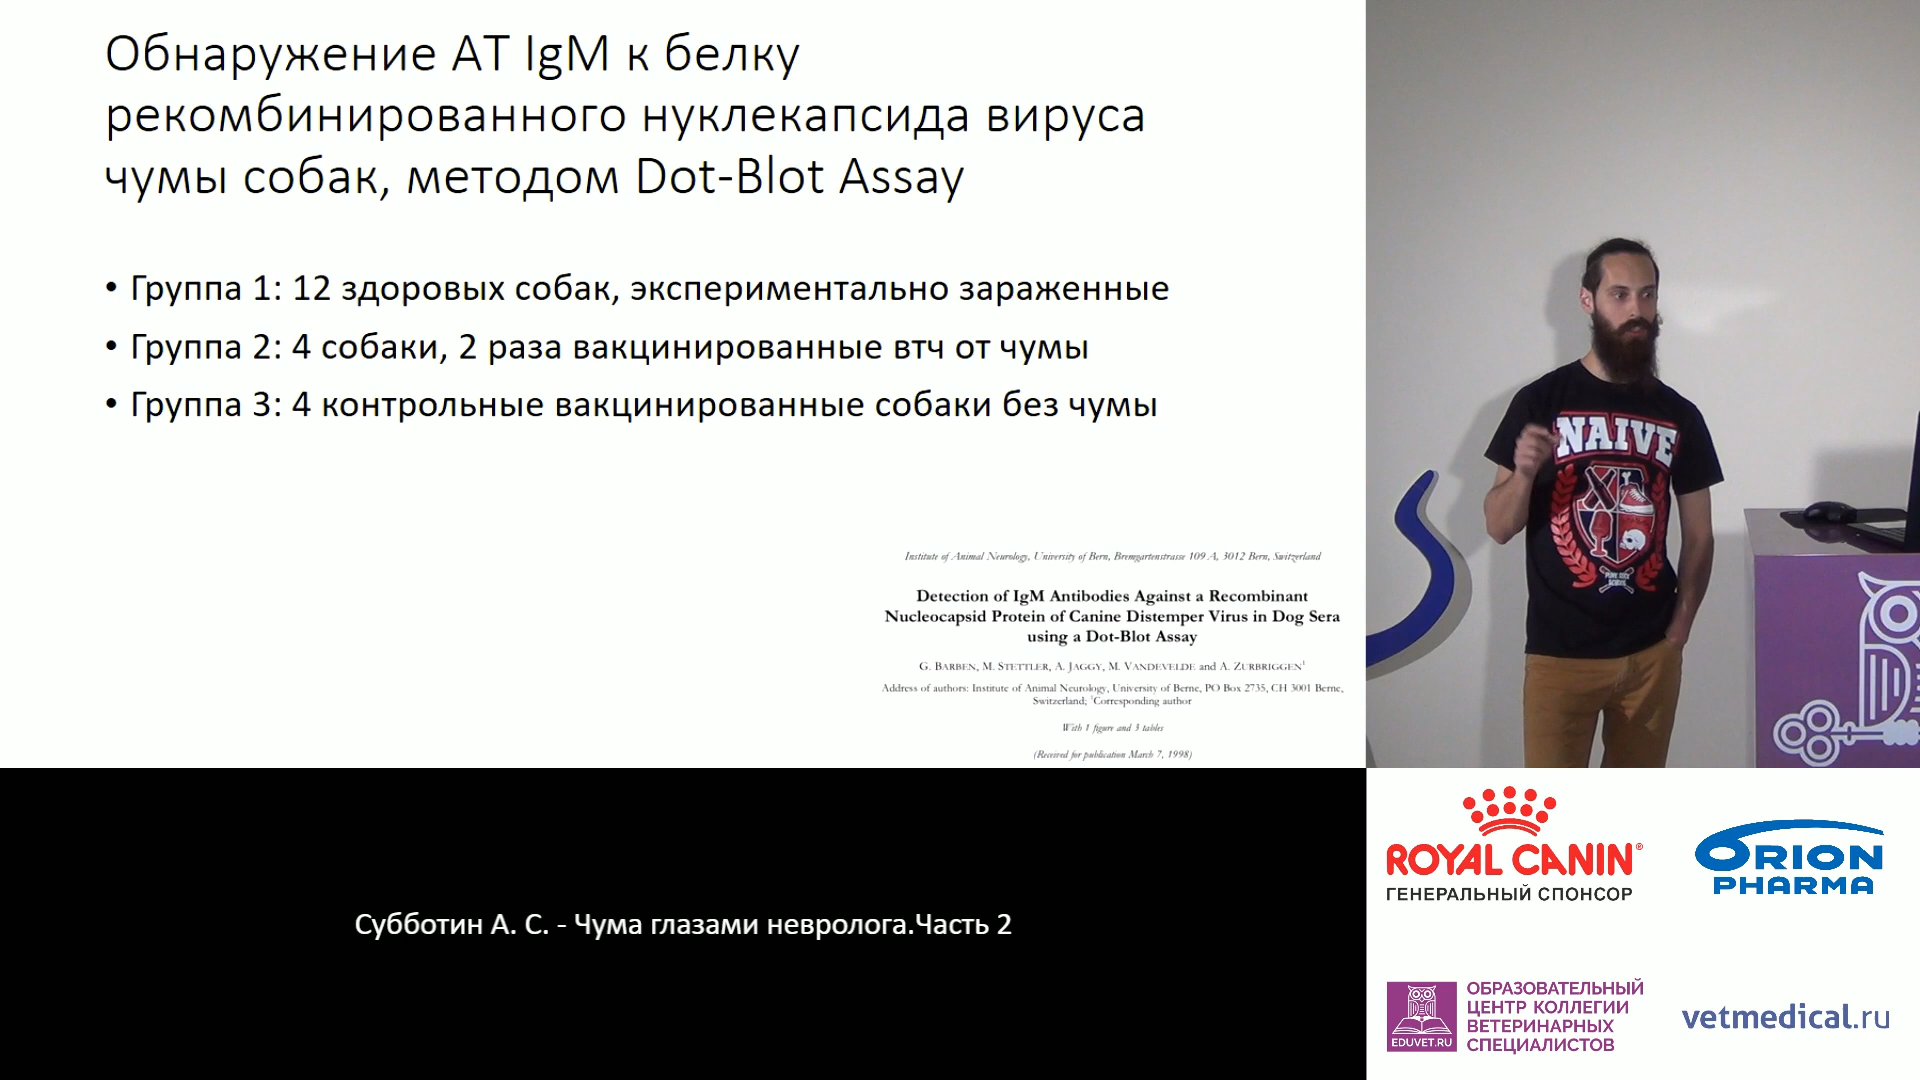 Обнаружение АТ IgM к белку
рекомбинированного нуклекапсида вируса
чумы собак, методом Dot-Blot Assay
• Группа 1: 12 здоровых собак, экспериментально зараженные
• Группа 2: 4 собаки, 2 раза вакцинированные втч от чумы
• Группа 3: 4 контрольные вакцинированные собаки без чумы
Institute of Animal Neurology, University of Bern, Bremgartenstrasse 109 A, 3012 Bern, Switzerland
Detection of IgM Antibodies Against a Recombinant
Nucleocapsid Protein of Canine Distemper Virus in Dog Sera
using a Dot-Blot Assay
G. BARBEN, M. STETTLER, A. JAGGY, M. VANDEVELDE and A. ZURBRIGGEN¹
Address of authors: Institute of Animal Neurology, University of Berne, PO Box 2735, CH 3001 Berne,
Switzerland; ¹Corresponding author
With 1 figure and 3 tables
(Received for publication March 7, 1998)
NAIVE
PUNK ROCK
Субботин А. С. - Чума глазами невролога.Часть 2
ROYAL CANIN®
ГЕНЕРАЛЬНЫЙ СПОНСОР
ORION
PHARMA
EDUVET.RU
ОБРАЗОВАТЕЛЬНЫЙ
ЦЕНТР КОЛЛЕГИИ
ВЕТЕРИНАРНЫХ
СПЕЦИАЛИСТОВ
vetmedical.ru